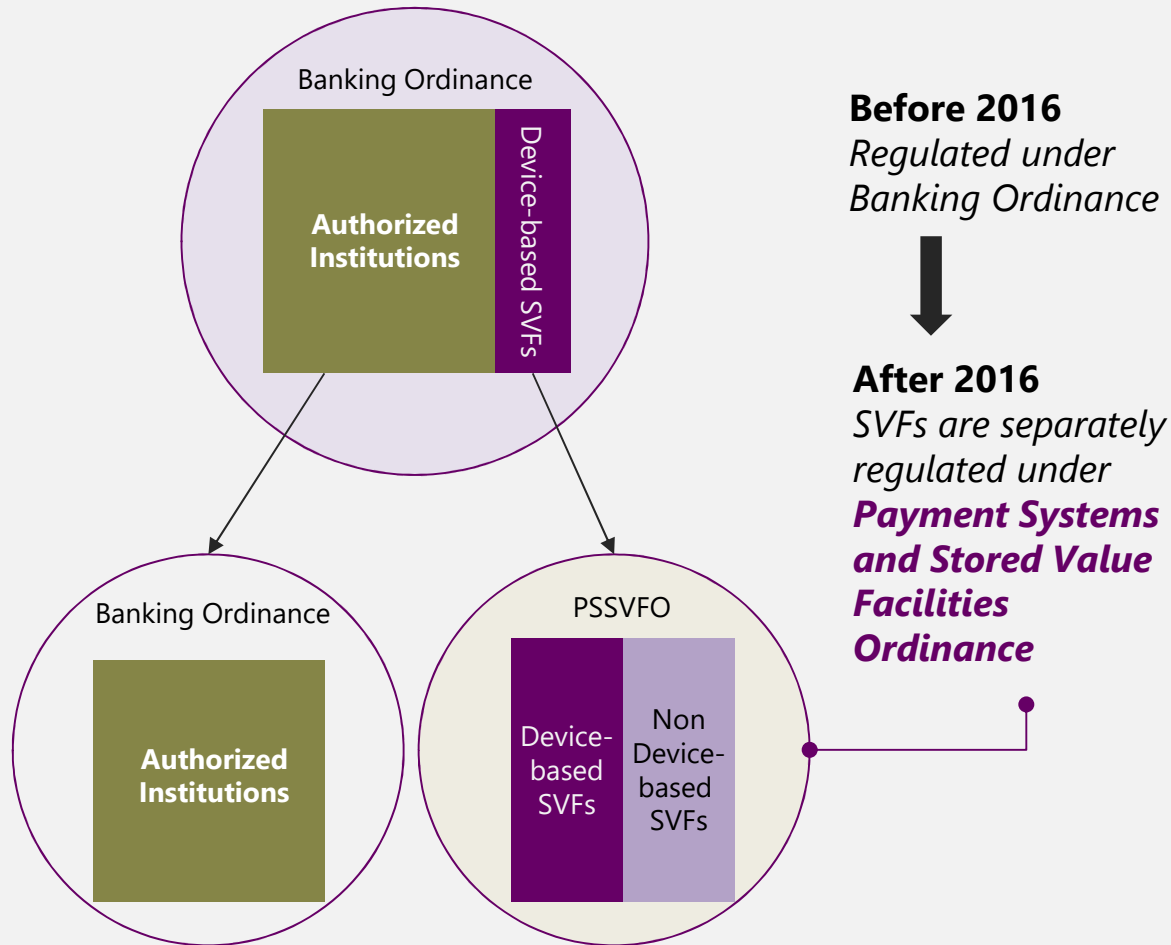 Banking Ordinance
Authorized
Institutions
Device-based SVFs
Before 2016
Regulated under
Banking Ordinance
After 2016
SVFs are separately
regulated under
Payment Systems
and Stored Value
Facilities
Ordinance
Banking Ordinance
Authorized
Institutions
PSSVFO
Device-
based
SVFs
Non
Device-
based
SVFs